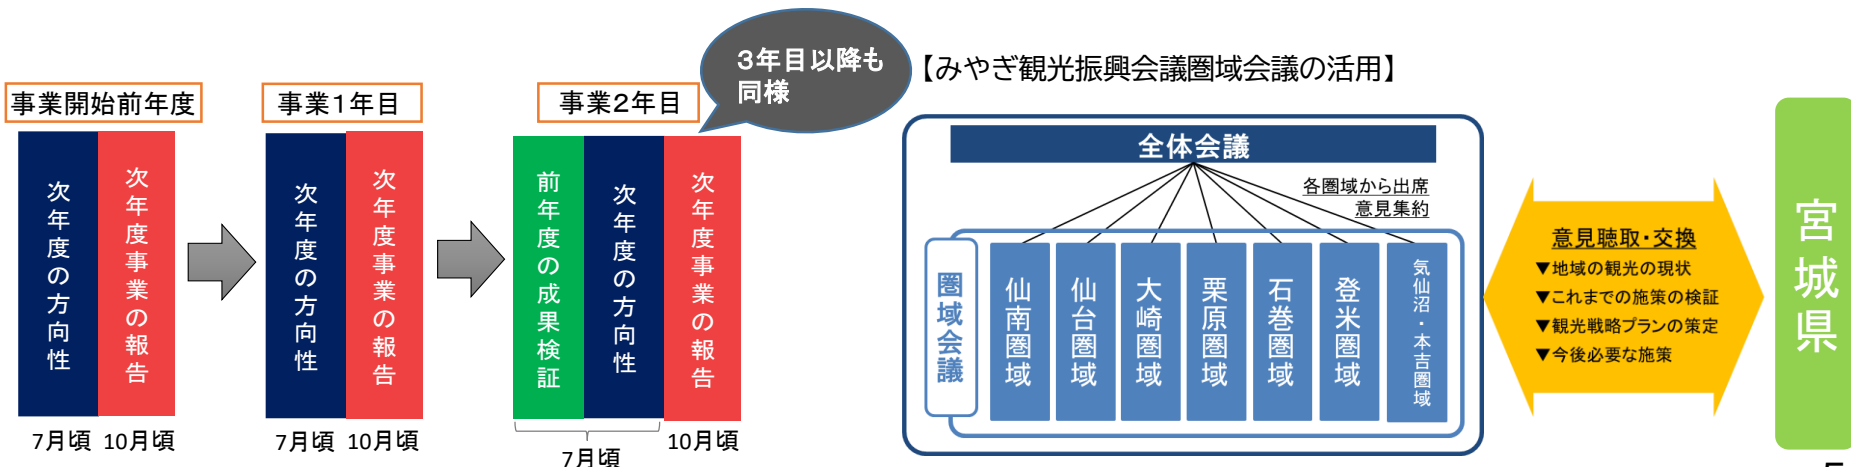 3年目以降も
同様
【みやぎ観光振興会議圏域会議の活用】
事業開始前年度
事業1年目
事業2年目
次年度の方向性
次年度事業の報告
次年度の方向性
次年度事業の報告
前年度の成果検証
次年度の方向性
次年度事業の報告
7月頃
10月頃
7月頃
10月頃
7月頃
10月頃
全体会議
各圏域から出席
意見集約
圏域会議
仙南圏域
仙台圏域
大崎圏域
栗原圏域
石巻圏域
登米圏域
気仙沼・本吉圏域
意見聴取・交換
▼地域の観光の現状
▼これまでの施策の検証
▼観光戦略プランの策定
▼今後必要な施策
宮城県